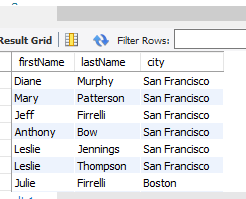 Result Grid Filter Rows:
firstName lastName city
Diane Murphy San Francisco
Mary Patterson San Francisco
Jeff Firrelli San Francisco
Anthony Bow San Francisco
Leslie Jennings San Francisco
Leslie Thompson San Francisco
Julie Firrelli Boston